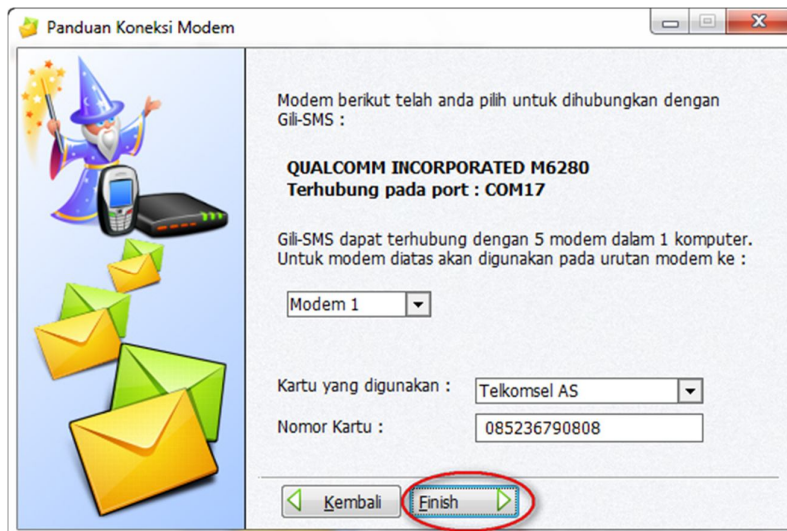 Panduan Koneksi Modem
Modem berikut telah anda pilih untuk dihubungkan dengan
Gili-SMS :
QUALCOMM INCORPORATED M6280
Terhubung pada port : COM17
Gili-SMS dapat terhubung dengan 5 modem dalam 1 komputer.
Untuk modem diatas akan digunakan pada urutan modem ke :
Modem 1
Kartu yang digunakan : Telkomsel AS
Nomor Kartu : 085236790808
Kembali Finish